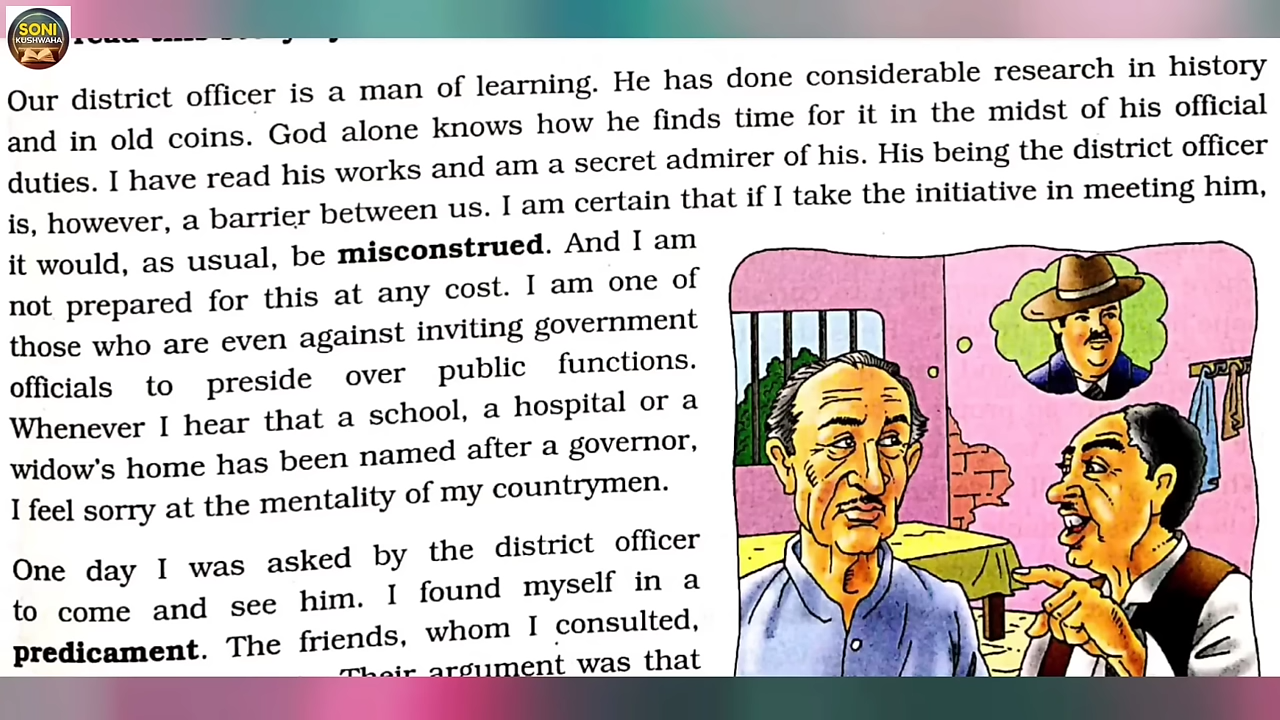 SONI
KUSHWAHA
read this
Our district officer is a man of learning. He has done considerable research in history
and in old coins. God alone knows how he finds time for it in the midst of his official
duties. I have read his works and am a secret admirer of his. His being the district officer
is, however, a barrier between us. I am certain that if I take the initiative in meeting him,
it would, as usual, be misconstrued. And I am
not prepared for this at any cost. I am one of
those who are even against inviting government
officials to preside over public functions.
Whenever I hear that a school, a hospital or a
widow's home has been named after a governor,
I feel sorry at the mentality of my countrymen.
One day I was asked by the district officer
to come and see him. I found myself in a
predicament. The friends, whom I consulted,
Their argument was that